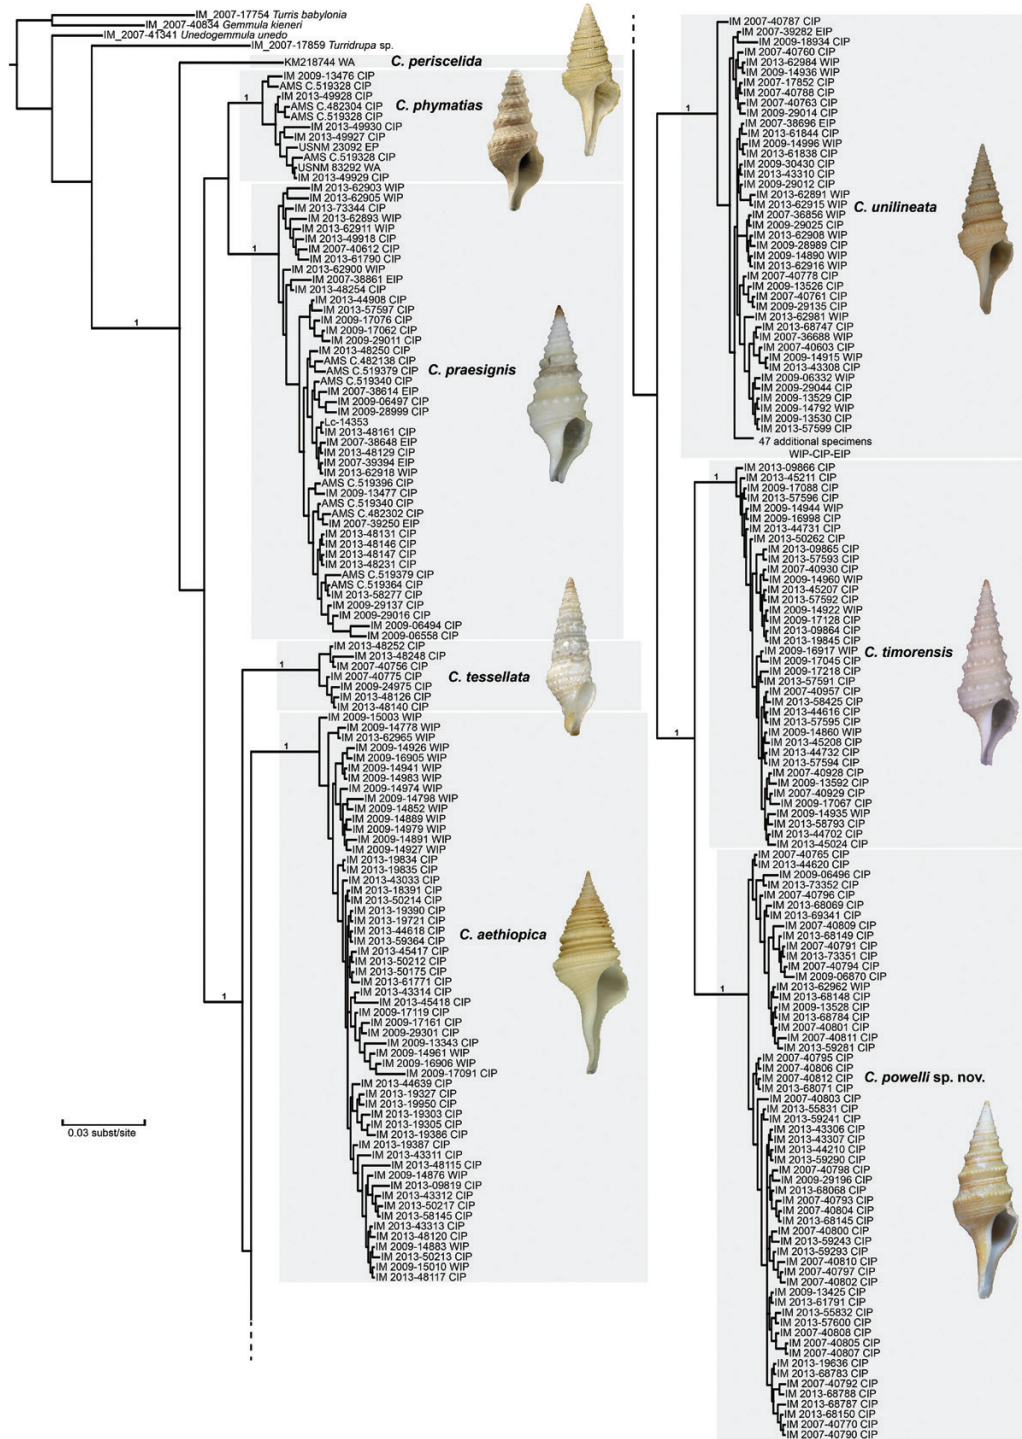 IM_2007-17754 Turris babylonia
IM_2007-40834 Gemmula kieneri
IM_2007-41341 Unedogemmula unedo
IM_2007-17859 Turridrupa sp.
KM218744 WA
C. periscelida
1
IM 2009-13476 CIP
AMS C.519328 CIP
IM 2013-49928 CIP
AMS C.482304 CIP
AMS C.519328 CIP
IM 2013-49930 CIP
IM 2013-49927 CIP
USNM 23092 EP
AMS C.519328 CIP
USNM 83292 WA
IM 2013-49929 CIP
C. phymatias
1
IM 2013-62903 WIP
IM 2013-62905 WIP
IM 2013-73344 CIP
IM 2013-62893 WIP
IM 2013-62911 WIP
IM 2013-49918 CIP
IM 2007-40612 CIP
IM 2013-61790 CIP
IM 2013-62900 WIP
IM 2007-38861 EIP
IM 2013-48254 CIP
IM 2013-44908 CIP
IM 2013-57597 CIP
IM 2009-17076 CIP
IM 2009-17062 CIP
IM 2009-29011 CIP
IM 2013-48250 CIP
AMS C.482138 CIP
AMS C.519379 CIP
AMS C.519340 CIP
IM 2007-38614 EIP
IM 2009-06497 CIP
IM 2009-28999 CIP
Lc-14353
IM 2013-48161 CIP
IM 2007-38648 EIP
IM 2013-48129 CIP
IM 2007-39394 EIP
IM 2013-62918 WIP
AMS C.519396 CIP
IM 2009-13477 CIP
AMS C.519340 CIP
AMS C.482302 CIP
IM 2007-39250 EIP
IM 2013-48131 CIP
IM 2013-48146 CIP
IM 2013-48147 CIP
IM 2013-48231 CIP
AMS C.519379 CIP
AMS C.519364 CIP
IM 2013-58277 CIP
IM 2009-29137 CIP
IM 2009-29016 CIP
IM 2009-06494 CIP
IM 2009-06558 CIP
C. praesignis
1
1
IM 2013-48252 CIP
IM 2013-48248 CIP
IM 2007-40756 CIP
IM 2007-40775 CIP
IM 2009-24975 CIP
IM 2013-48126 CIP
IM 2013-48140 CIP
C. tessellata
1
IM 2009-15003 WIP
IM 2009-14778 WIP
IM 2013-62965 WIP
IM 2009-14926 WIP
IM 2009-16905 WIP
IM 2009-14941 WIP
IM 2009-14983 WIP
IM 2009-14974 WIP
IM 2009-14798 WIP
IM 2009-14852 WIP
IM 2009-14889 WIP
IM 2009-14979 WIP
IM 2009-14891 WIP
IM 2009-14927 WIP
IM 2013-19834 CIP
IM 2013-19835 CIP
IM 2013-43033 CIP
IM 2013-18391 CIP
IM 2013-50214 CIP
IM 2013-19390 CIP
IM 2013-19721 CIP
IM 2013-44618 CIP
IM 2013-59364 CIP
IM 2013-45417 CIP
IM 2013-50212 CIP
IM 2013-50175 CIP
IM 2013-61771 CIP
IM 2013-43314 CIP
IM 2013-45418 CIP
IM 2009-17119 CIP
IM 2009-17161 CIP
IM 2009-29301 CIP
IM 2009-13343 CIP
IM 2009-14961 WIP
IM 2009-16906 WIP
IM 2009-17091 CIP
IM 2013-44639 CIP
IM 2013-19327 CIP
IM 2013-19950 CIP
IM 2013-19303 CIP
IM 2013-19305 CIP
IM 2013-19386 CIP
IM 2013-19387 CIP
IM 2013-43311 CIP
IM 2013-48115 CIP
IM 2009-14876 WIP
IM 2013-09819 CIP
IM 2013-43312 CIP
IM 2013-50217 CIP
IM 2013-58145 CIP
IM 2013-43313 CIP
IM 2013-48120 CIP
IM 2009-14883 WIP
IM 2013-50213 CIP
IM 2009-15010 WIP
IM 2013-48117 CIP
C. aethiopica
1
0.03 subst/site
IM 2007-40787 CIP
IM 2007-39282 EIP
IM 2009-18934 CIP
IM 2007-40760 CIP
IM 2013-62984 WIP
IM 2009-14936 WIP
IM 2007-17852 CIP
IM 2007-40788 CIP
IM 2007-40763 CIP
IM 2009-29014 CIP
IM 2007-38696 EIP
IM 2013-61844 CIP
IM 2009-14996 WIP
IM 2013-61838 CIP
IM 2009-30430 CIP
IM 2013-43310 CIP
IM 2009-29012 CIP
IM 2013-62891 WIP
IM 2013-62915 WIP
IM 2007-36856 WIP
IM 2009-29025 CIP
IM 2013-62908 WIP
IM 2009-28989 CIP
IM 2009-14890 WIP
IM 2013-62916 WIP
IM 2007-40778 CIP
IM 2009-13526 CIP
IM 2007-40761 CIP
IM 2009-29135 CIP
IM 2013-62981 WIP
IM 2013-68747 CIP
IM 2007-36688 WIP
IM 2007-40603 CIP
IM 2009-14915 WIP
IM 2013-43308 CIP
IM 2009-06332 WIP
IM 2009-29044 CIP
IM 2009-13529 CIP
IM 2009-14792 WIP
IM 2009-13530 CIP
IM 2013-57599 CIP
47 additional specimens
WIP-CIP-EIP
C. unilineata
1
IM 2013-09866 CIP
IM 2013-45211 CIP
IM 2009-17088 CIP
IM 2013-57596 CIP
IM 2009-14944 WIP
IM 2009-16998 CIP
IM 2013-44731 CIP
IM 2013-50262 CIP
IM 2013-09865 CIP
IM 2013-57593 CIP
IM 2007-40930 CIP
IM 2009-14960 WIP
IM 2013-45207 CIP
IM 2013-57592 CIP
IM 2009-14922 WIP
IM 2009-17128 CIP
IM 2013-09864 CIP
IM 2013-19845 CIP
IM 2009-16917 WIP
IM 2009-17045 CIP
IM 2009-17218 CIP
IM 2013-57591 CIP
IM 2007-40957 CIP
IM 2013-58425 CIP
IM 2013-44616 CIP
IM 2013-57595 CIP
IM 2009-14860 WIP
IM 2013-45208 CIP
IM 2013-44732 CIP
IM 2013-57594 CIP
IM 2007-40928 CIP
IM 2009-13592 CIP
IM 2007-40929 CIP
IM 2009-17067 CIP
IM 2009-14935 WIP
IM 2013-58793 CIP
IM 2013-44702 CIP
IM 2013-45024 CIP
C. timorensis
1
1
IM 2007-40765 CIP
IM 2013-44620 CIP
IM 2009-06496 CIP
IM 2013-73352 CIP
IM 2007-40796 CIP
IM 2013-68069 CIP
IM 2013-69341 CIP
IM 2007-40809 CIP
IM 2013-68149 CIP
IM 2007-40791 CIP
IM 2013-73351 CIP
IM 2007-40794 CIP
IM 2009-06870 CIP
IM 2013-62962 WIP
IM 2013-68148 CIP
IM 2009-13528 CIP
IM 2013-68784 CIP
IM 2007-40801 CIP
IM 2007-40811 CIP
IM 2013-59281 CIP
IM 2007-40795 CIP
IM 2007-40806 CIP
IM 2007-40812 CIP
IM 2013-68071 CIP
IM 2007-40803 CIP
IM 2013-55831 CIP
IM 2013-59241 CIP
IM 2013-43306 CIP
IM 2013-43307 CIP
IM 2013-44210 CIP
IM 2013-59290 CIP
IM 2007-40798 CIP
IM 2009-29196 CIP
IM 2013-68068 CIP
IM 2007-40793 CIP
IM 2007-40804 CIP
IM 2013-68145 CIP
IM 2007-40800 CIP
IM 2013-59243 CIP
IM 2013-59293 CIP
IM 2007-40810 CIP
IM 2007-40797 CIP
IM 2007-40802 CIP
IM 2009-13425 CIP
IM 2013-61791 CIP
IM 2013-55832 CIP
IM 2013-57600 CIP
IM 2007-40808 CIP
IM 2007-40805 CIP
IM 2007-40807 CIP
IM 2013-19636 CIP
IM 2013-68783 CIP
IM 2007-40792 CIP
IM 2013-68788 CIP
IM 2013-68787 CIP
IM 2013-68150 CIP
IM 2007-40770 CIP
IM 2007-40790 CIP
C. powelli sp. nov.
1